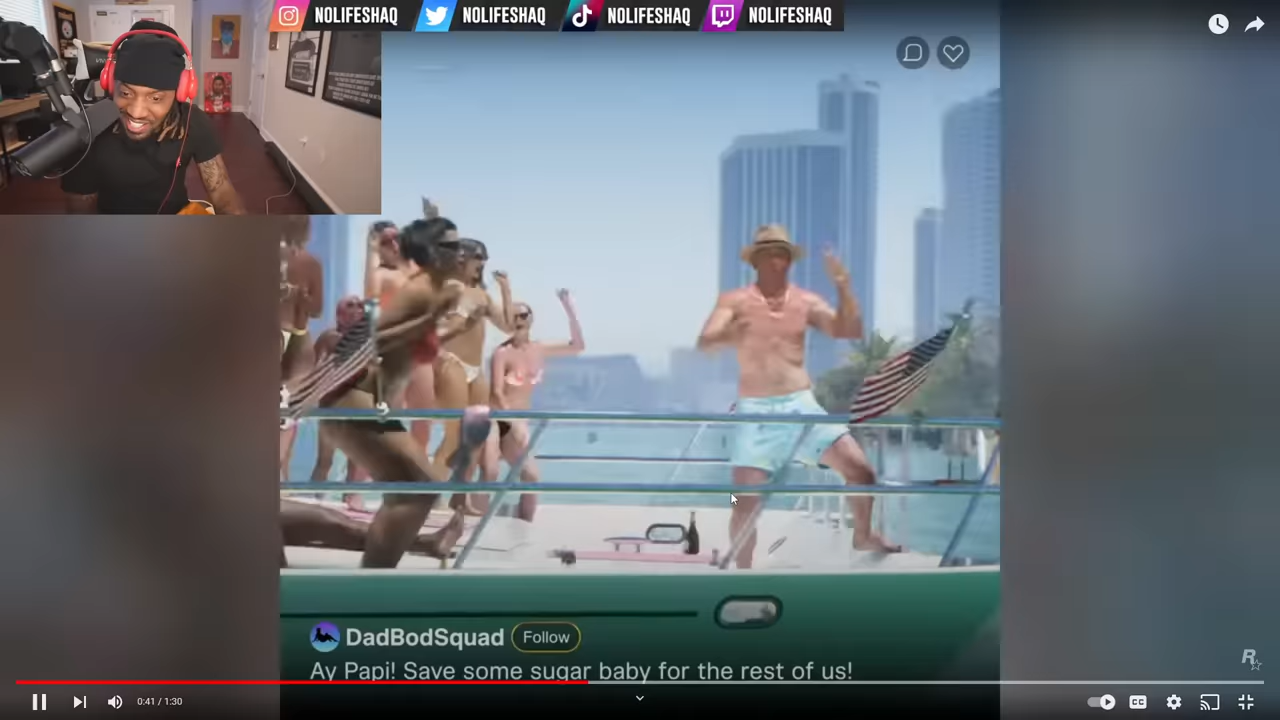 NOLIFESHAQ NOLIFESHAQ NOLIFESHAQ NOLIFESHAQ
DadBodSquad Follow
Ay Papi! Save some sugar baby for the rest of us!
R
0:41 / 1:30 CC